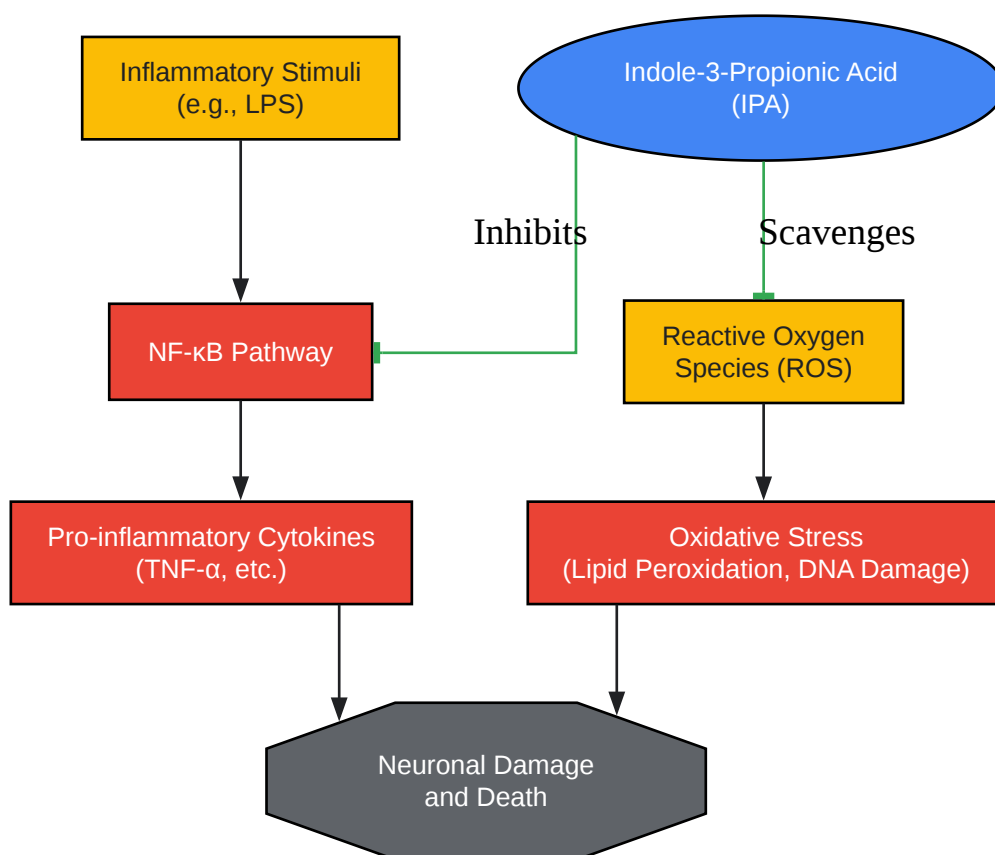 Inflammatory Stimuli
(e.g., LPS)
Indole-3-Propionic Acid
(IPA)
Inhibits
Scavenges
NF-κB Pathway
Reactive Oxygen
Species (ROS)
Pro-inflammatory Cytokines
(TNF-α, etc.)
Oxidative Stress
(Lipid Peroxidation, DNA Damage)
Neuronal Damage
and Death